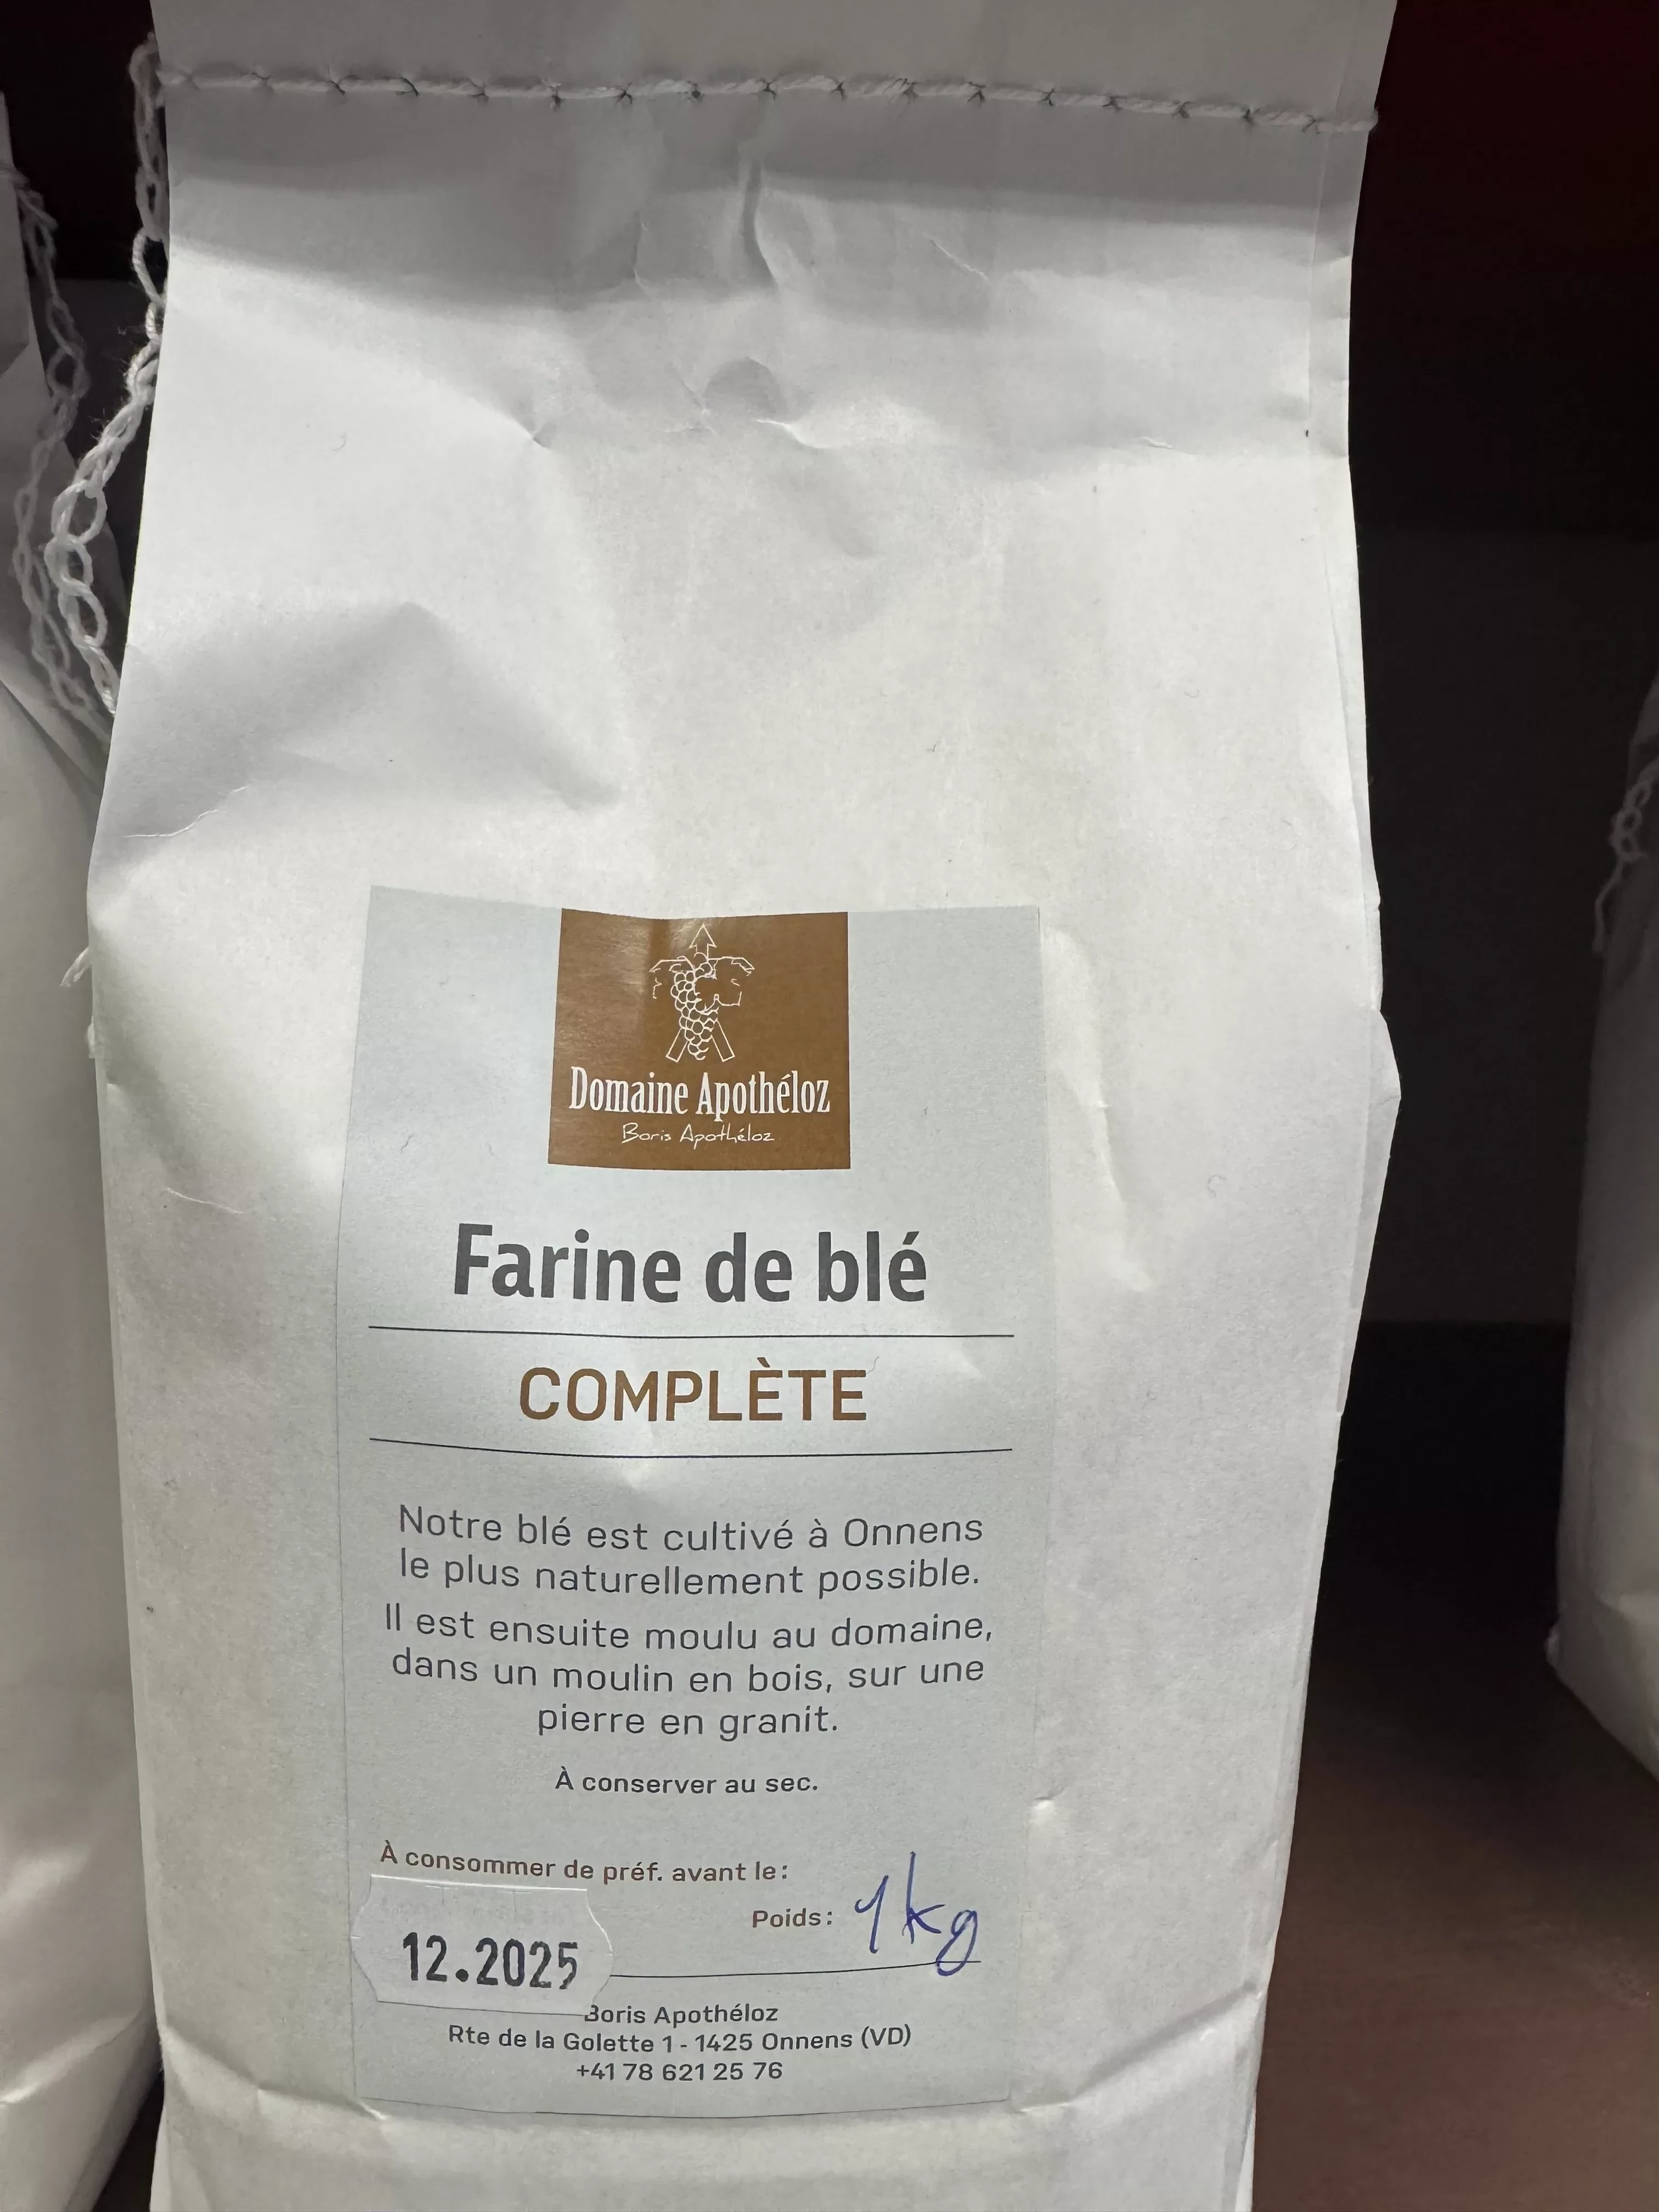 Domaine Apothéloz
Boris Apothéloz
Farine de blé
COMPLÈTE
Notre blé est cultivé à Onnens
le plus naturellement possible.
Il est ensuite moulu au domaine,
dans un moulin en bois, sur une
pierre en granit.
À conserver au sec.
À consommer de préf. avant le:
Poids: 1kg
12.2025
Boris Apothéloz
Rte de la Golette 1 - 1425 Onnens (VD)
+41 78 621 25 76